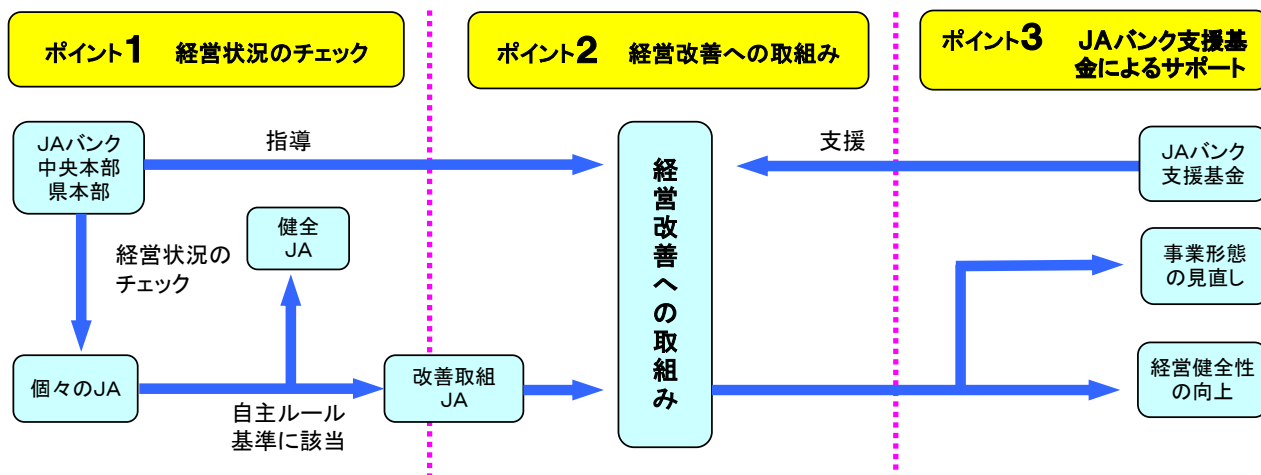 ポイント1 経営状況のチェック
ポイント2 経営改善への取組み
ポイント3 JAバンク支援基
金によるサポート
JAバンク
中央本部
県本部
指導
経営状況の
チェック
健全
JA
個々のJA
自主ルール
基準に該当
改善取組
JA
経営改善への取組み
支援
JAバンク
支援基金
事業形態
の見直し
経営健全性
の向上